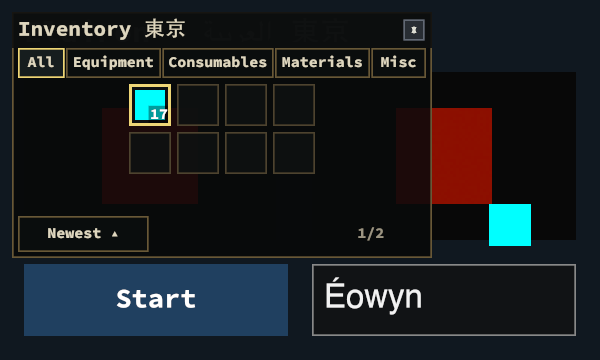 Inventory 東京
All Equipment Consumables Materials Misc
17
Newest ▴ 1/2
Start Éowyn